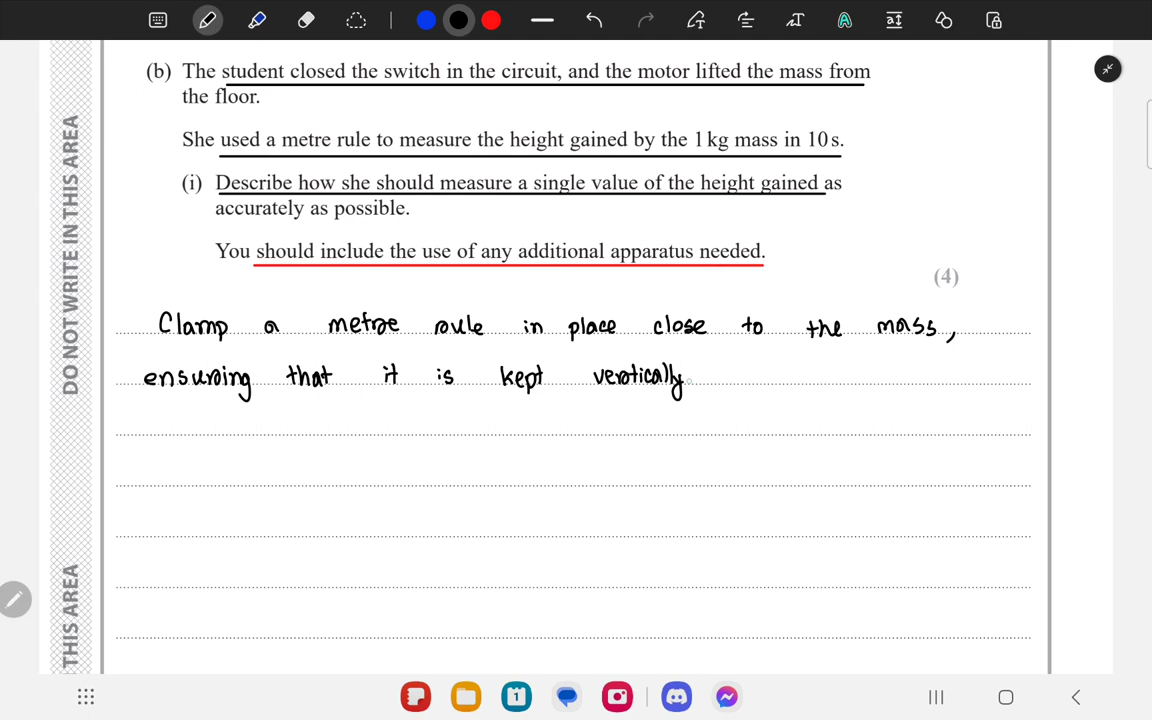 (b) The student closed the switch in the circuit, and the motor lifted the mass from
the floor.
She used a metre rule to measure the height gained by the 1 kg mass in 10 s.
(i) Describe how she should measure a single value of the height gained as
accurately as possible.
You should include the use of any additional apparatus needed.
(4)
Clamp a metre rule in place close to the mass,
ensuring that it is kept vertically.
DO NOT WRITE IN THIS AREA
THIS AREA